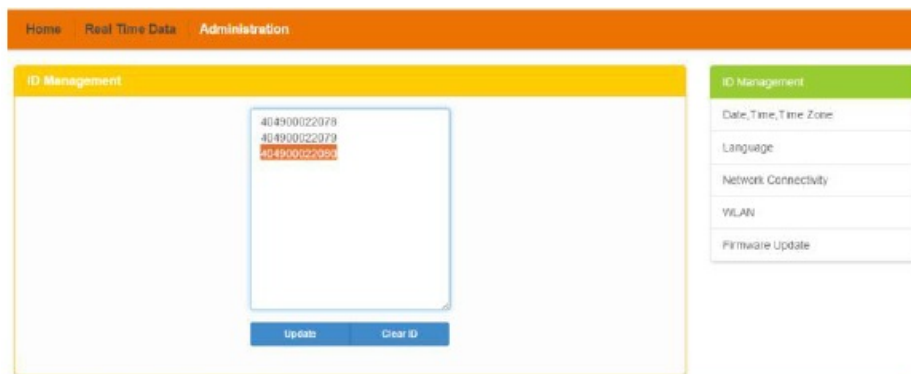 Home Real Time Data Administration
ID Management
404900022078
404900022079
404900022080
Update Clear ID
ID Management
Date,Time,Time Zone
Language
Network Connectivity
WLAN
Firmware Update